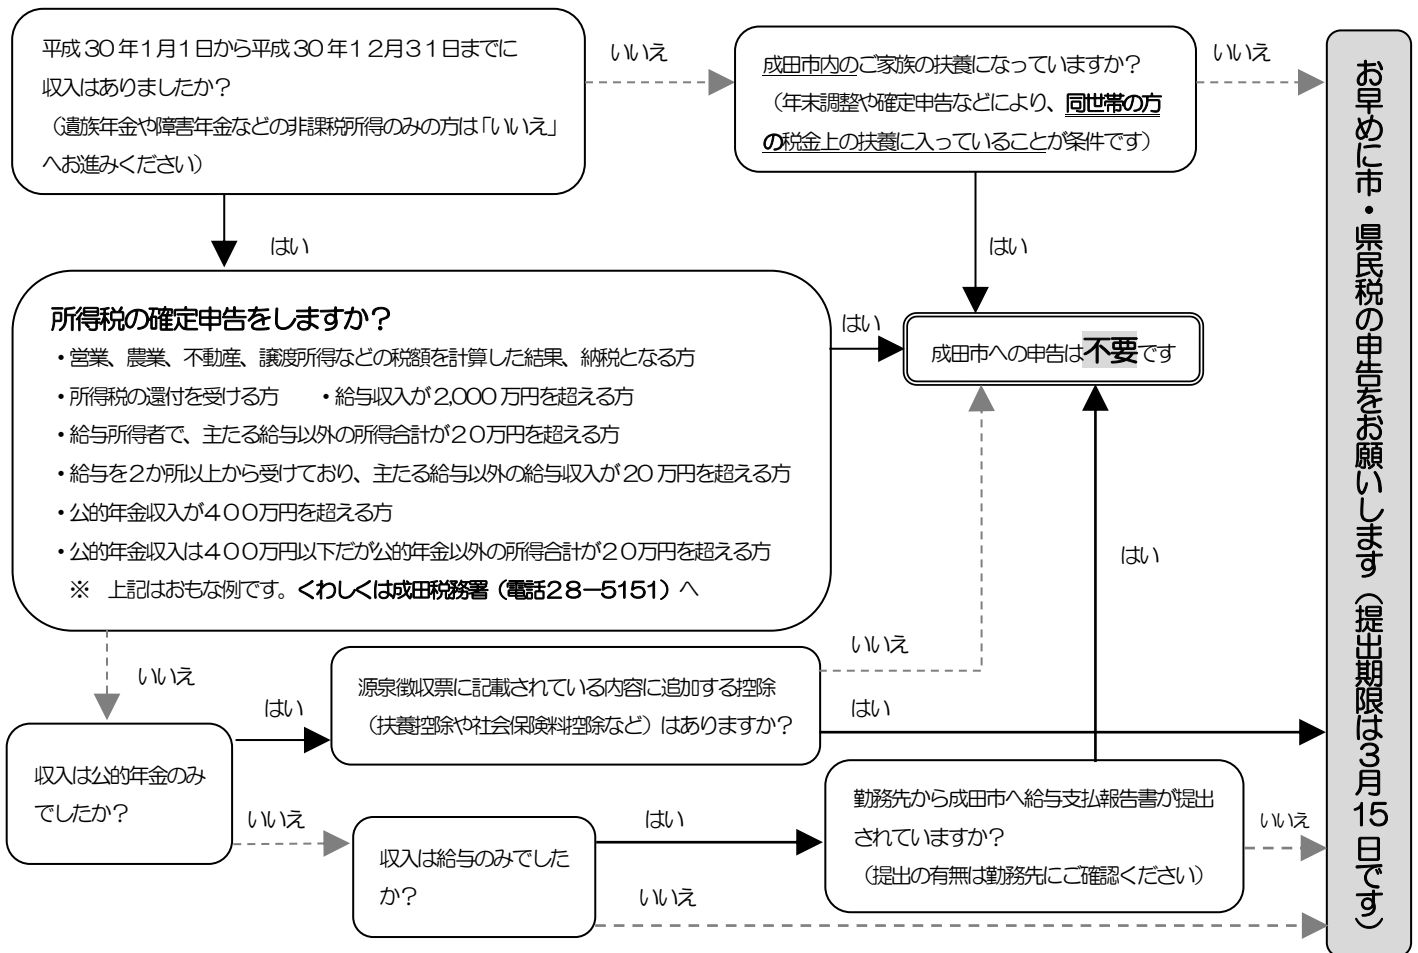 平成30年1月1日から平成30年12月31日までに
収入はありましたか？
（遺族年金や障害年金などの非課税所得のみの方は「いいえ」
へお進みください）
いいえ
成田市内のご家族の扶養になっていますか？
（年末調整や確定申告などにより、同世帯の方
の税金上の扶養に入っていることが条件です）
いいえ
はい
はい
所得税の確定申告をしますか？
・営業、農業、不動産、譲渡所得などの税額を計算した結果、納税となる方
・所得税の還付を受ける方　・給与収入が2,000万円を超える方
・給与所得者で、主たる給与以外の所得合計が20万円を超える方
・給与を2か所以上から受けており、主たる給与以外の給与収入が20万円を超える方
・公的年金収入が400万円を超える方
・公的年金収入は400万円以下だが公的年金以外の所得合計が20万円を超える方
※　上記はおもな例です。くわしくは成田税務署（電話28－5151）へ
はい
成田市への申告は不要です
はい
いいえ
いいえ
収入は公的年金のみ
でしたか？
はい
源泉徴収票に記載されている内容に追加する控除
（扶養控除や社会保険料控除など）はありますか？
はい
いいえ
収入は給与のみでした
か？
はい
勤務先から成田市へ給与支払報告書が提出
されていますか？
（提出の有無は勤務先にご確認ください）
いいえ
いいえ
お早めに市・県民税の申告をお願いします（提出期限は3月15日です）